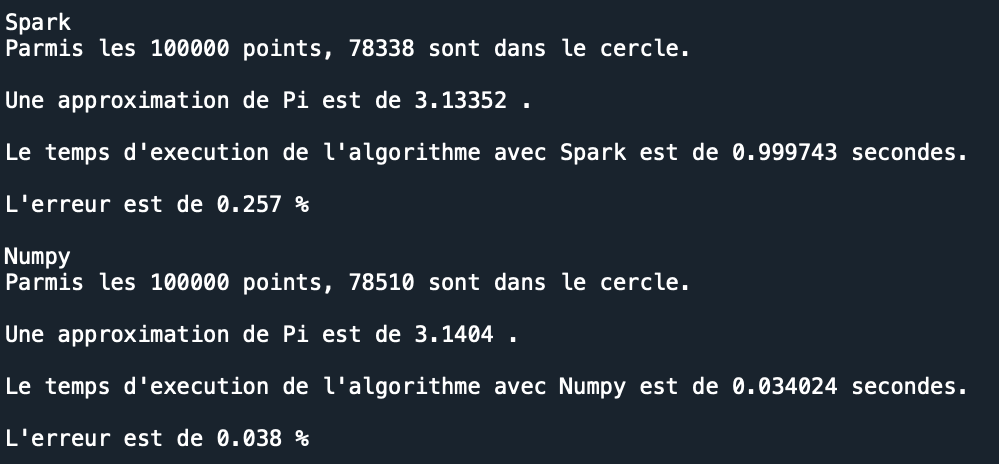 Spark
Parmis les 100000 points, 78338 sont dans le cercle.
Une approximation de Pi est de 3.13352 .
Le temps d'execution de l'algorithme avec Spark est de 0.999743 secondes.
L'erreur est de 0.257 %
Numpy
Parmis les 100000 points, 78510 sont dans le cercle.
Une approximation de Pi est de 3.1404 .
Le temps d'execution de l'algorithme avec Numpy est de 0.034024 secondes.
L'erreur est de 0.038 %